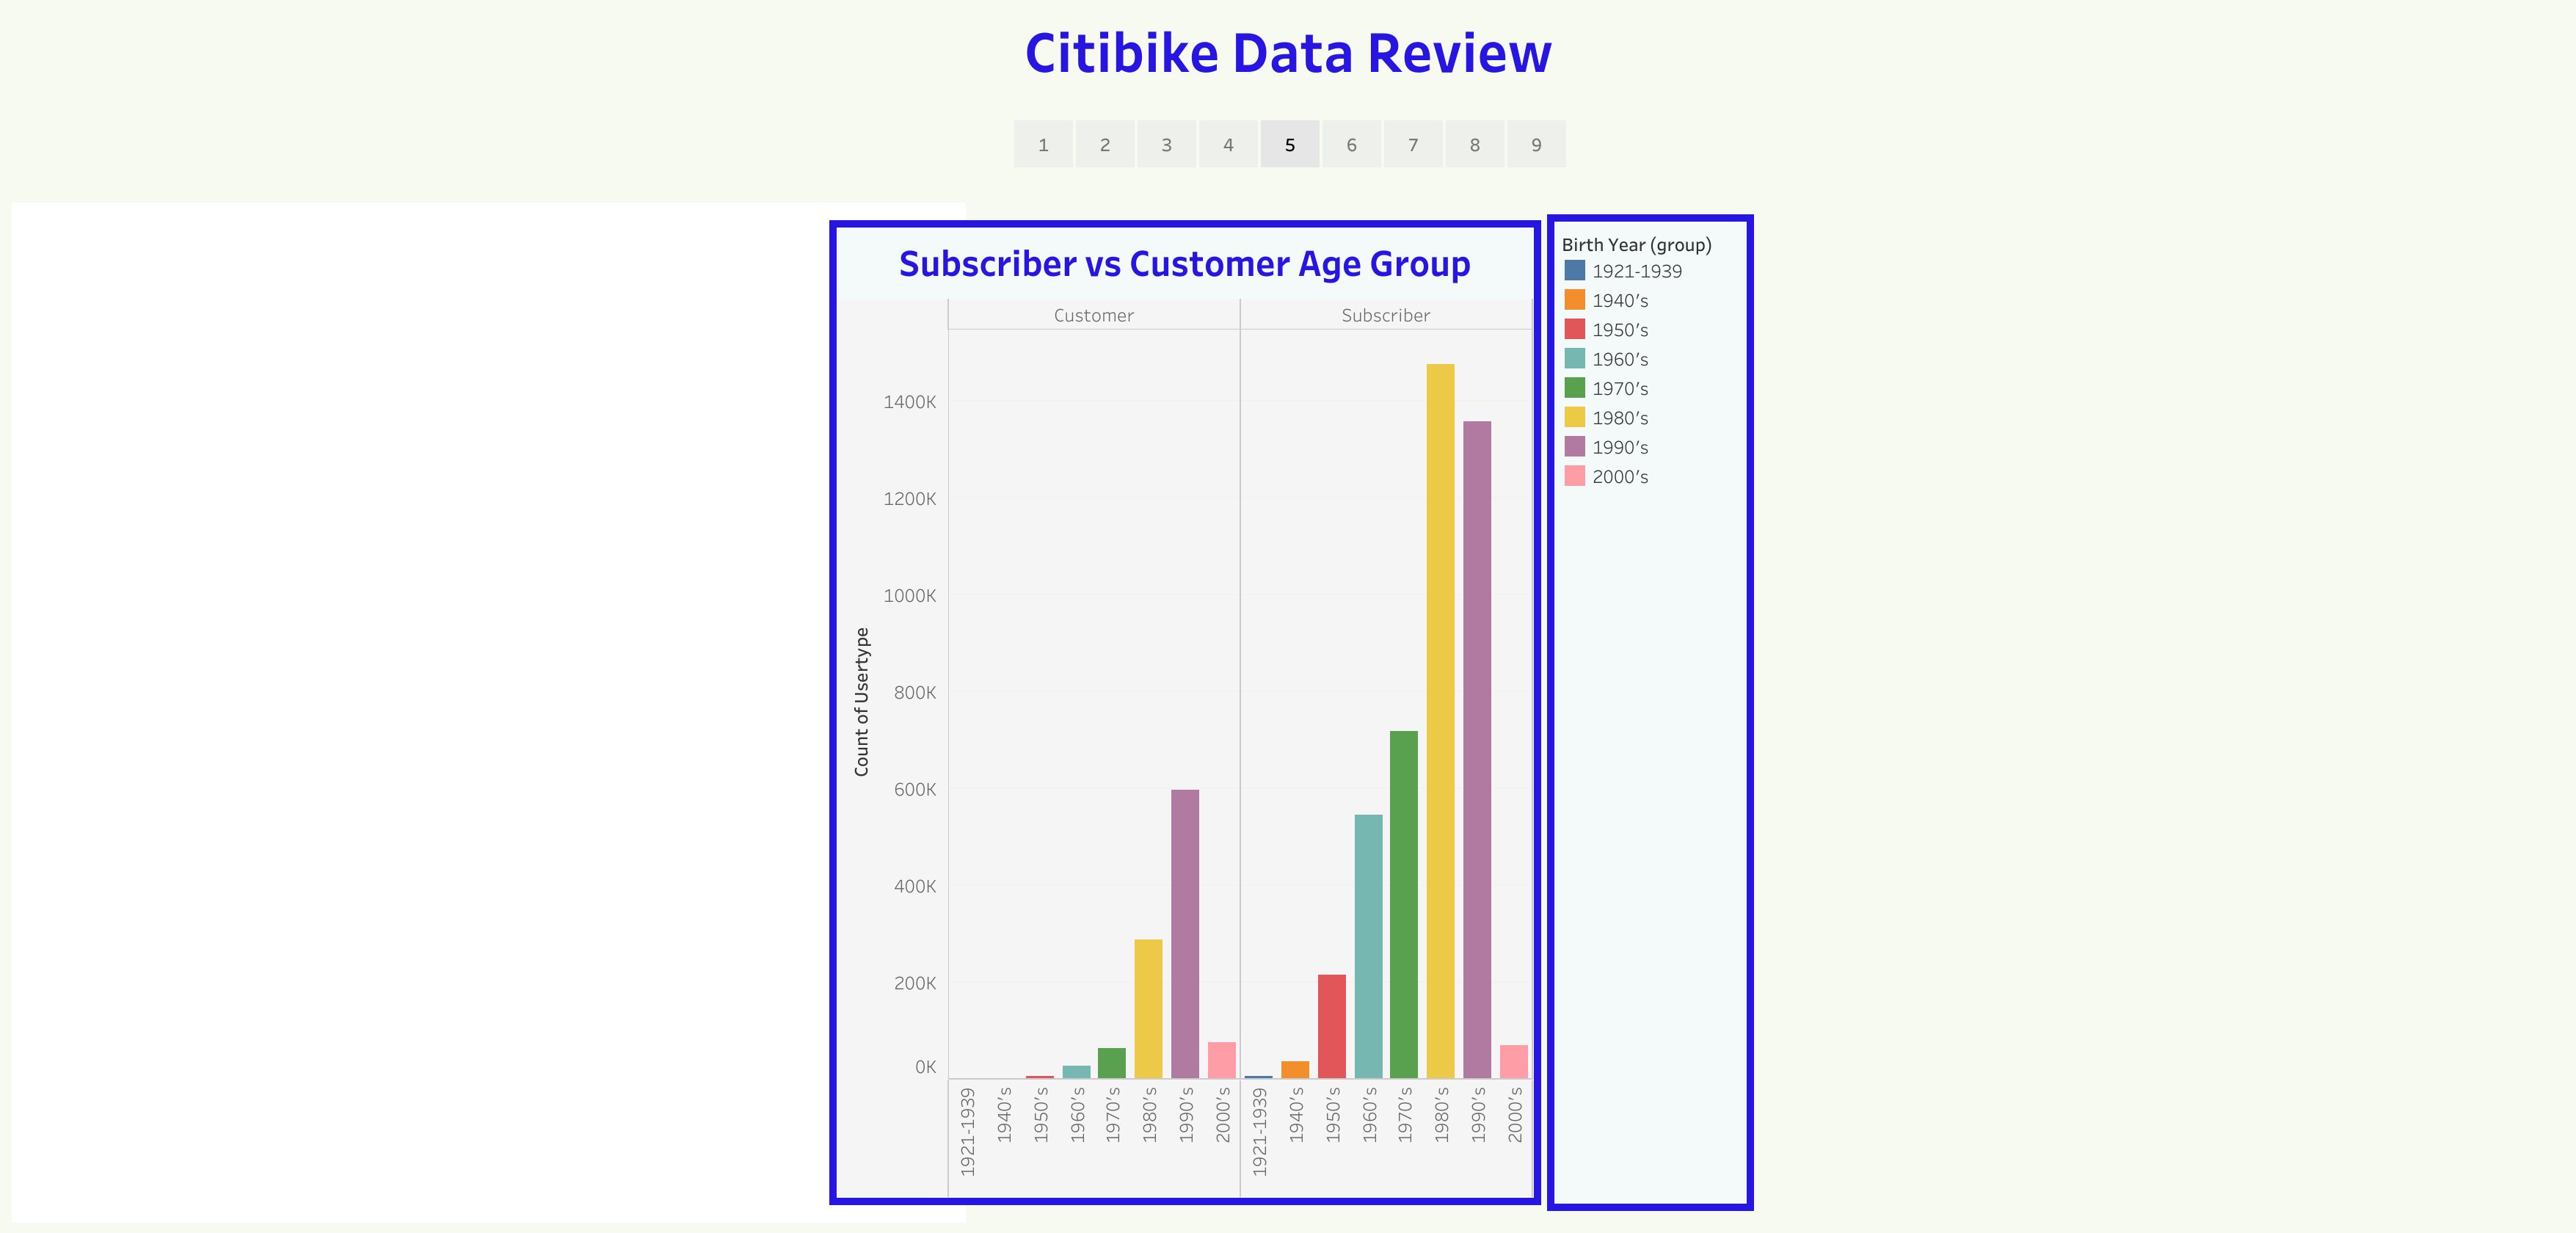 Citibike Data Review
1 2 3 4 5 6 7 8 9
Subscriber vs Customer Age Group
Customer Subscriber
Count of Usertype
1400K
1200K
1000K
800K
600K
400K
200K
0K
1921-1939 1940's 1950's 1960's 1970's 1980's 1990's 2000's 1921-1939 1940's 1950's 1960's 1970's 1980's 1990's 2000's
Birth Year (group)
1921-1939
1940's
1950's
1960's
1970's
1980's
1990's
2000's